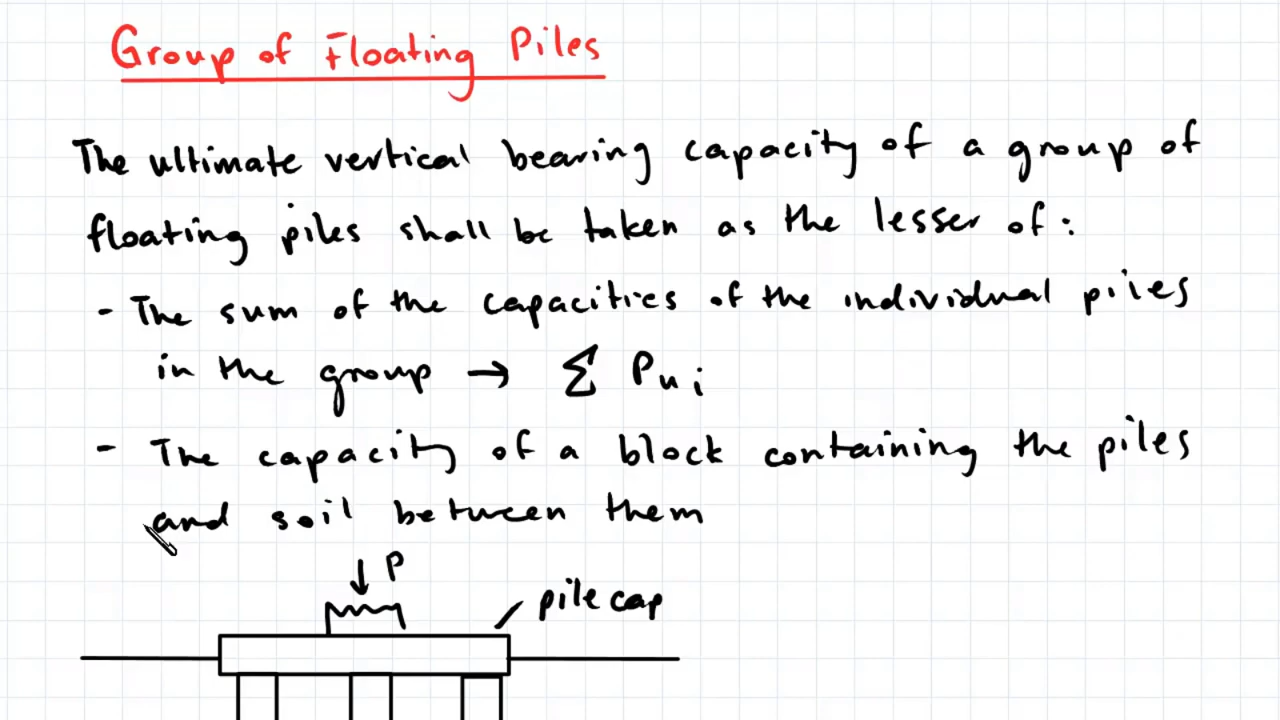 Group of Floating Piles
The ultimate vertical bearing capacity of a group of
floating piles shall be taken as the lesser of:
- The sum of the capacities of the individual piles
in the group → Σ Pui
- The capacity of a block containing the piles
and soil between them
↓ P
pile cap